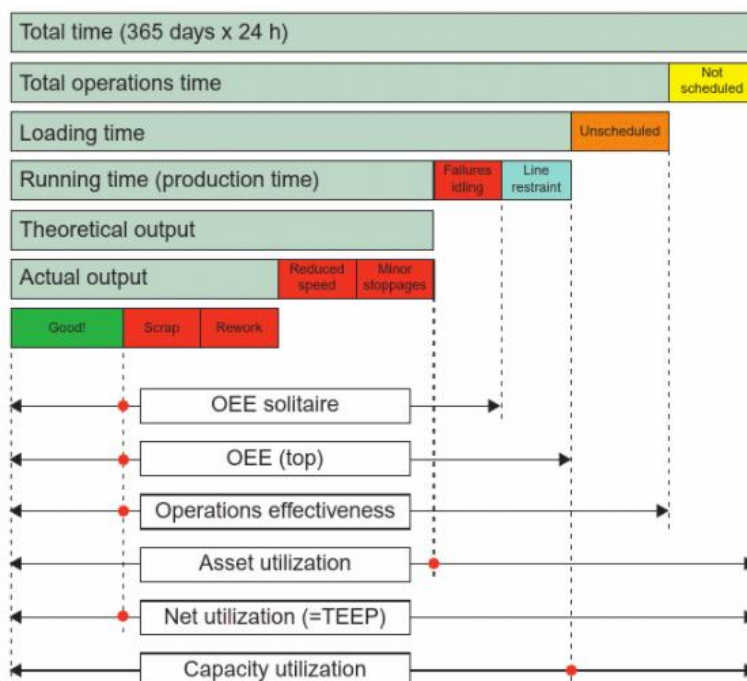 Total time (365 days x 24 h)
Total operations time
Not
scheduled
Loading time
Unscheduled
Running time (production time)
Failures
idling
Line
restraint
Theoretical output
Actual output
Reduced
speed
Minor
stoppages
Good!
Scrap
Rework
OEE solitaire
OEE (top)
Operations effectiveness
Asset utilization
Net utilization (=TEEP)
Capacity utilization